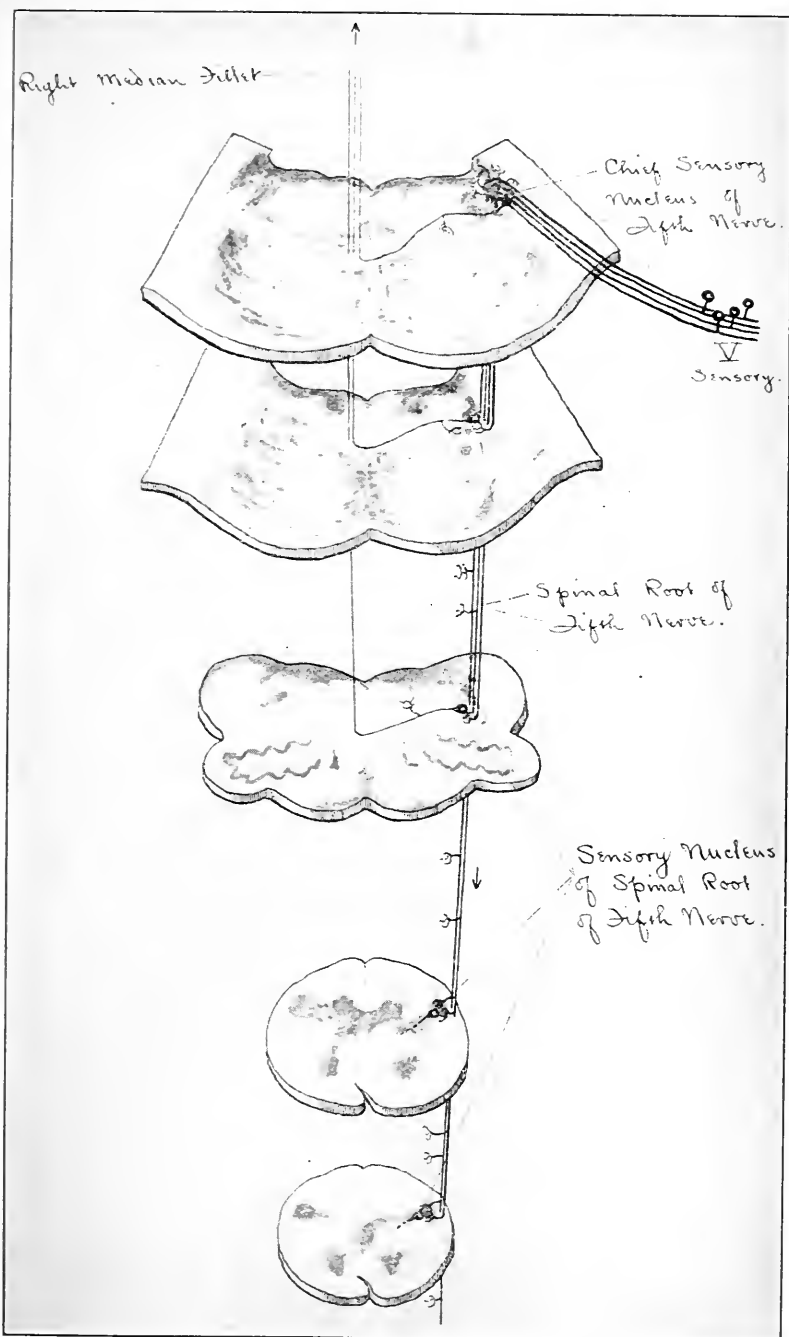 Right Median Fillet
Chief Sensory
Nucleus of
Fifth Nerve.
V
Sensory.
Spinal Root of
Fifth Nerve.
Sensory Nucleus
of Spinal Root
of Fifth Nerve.